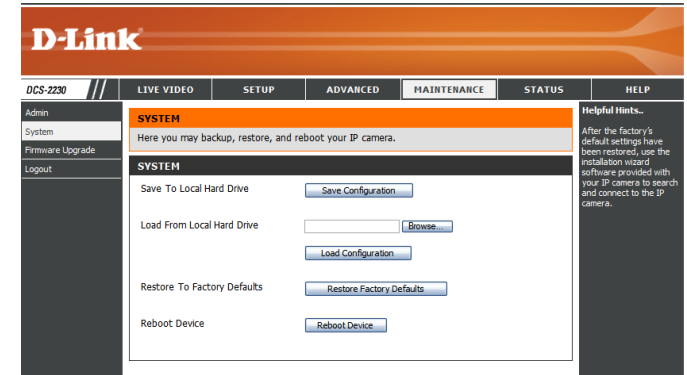 D-Link
DCS-2230 LIVE VIDEO SETUP ADVANCED MAINTENANCE STATUS HELP
Admin
System
Firmware Upgrade
Logout
SYSTEM
Here you may backup, restore, and reboot your IP camera.
SYSTEM
Save To Local Hard Drive Save Configuration
Load From Local Hard Drive Browse...
Load Configuration
Restore To Factory Defaults Restore Factory Defaults
Reboot Device Reboot Device
Helpful Hints..
After the factory's
default settings have
been restored, use the
installation wizard
software provided with
your IP camera to search
and connect to the IP
camera.